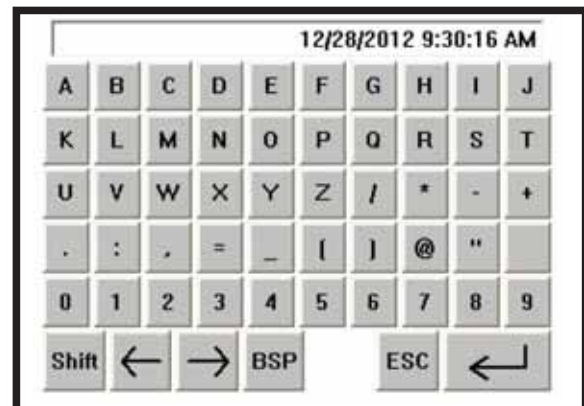 12/28/2012 9:30:16 AM
A B C D E F G H I J
K L M N O P Q R S T
U V W X Y Z / * - +
. : , = _ ( ) @ "
0 1 2 3 4 5 6 7 8 9
Shift ← → BSP ESC ↵